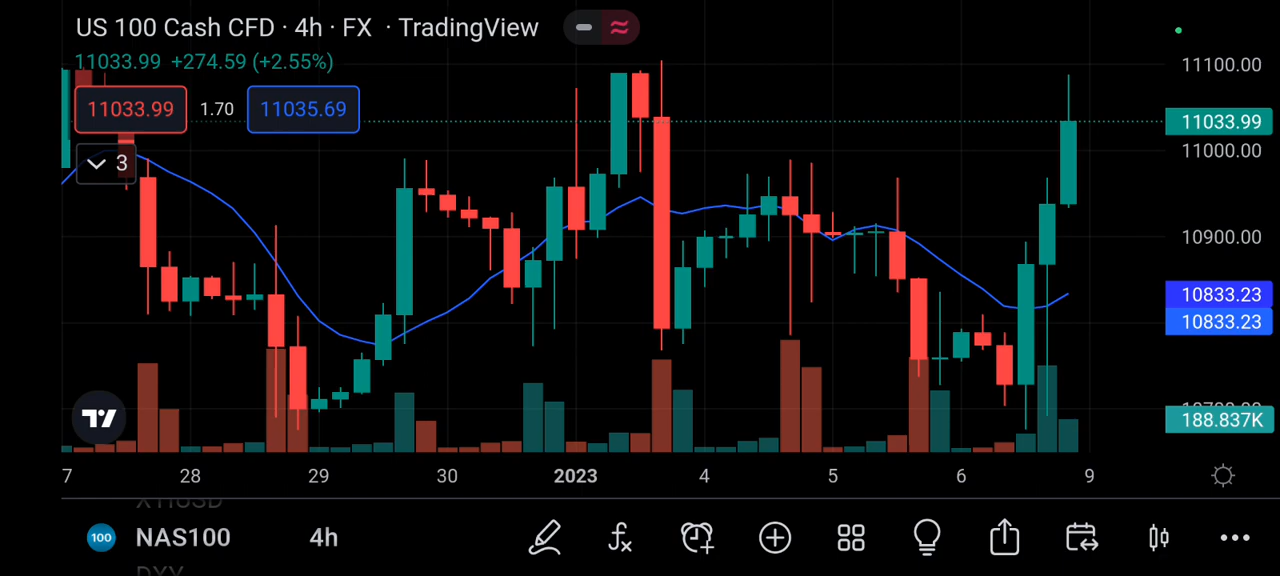 US 100 Cash CFD · 4h · FX · TradingView
11033.99 +274.59 (+2.55%)
11033.99 1.70 11035.69
3
11100.00
11033.99
11000.00
10900.00
10833.23
10833.23
188.837K
7 28 29 30 2023 4 5 6 9
100 NAS100 4h
DXY